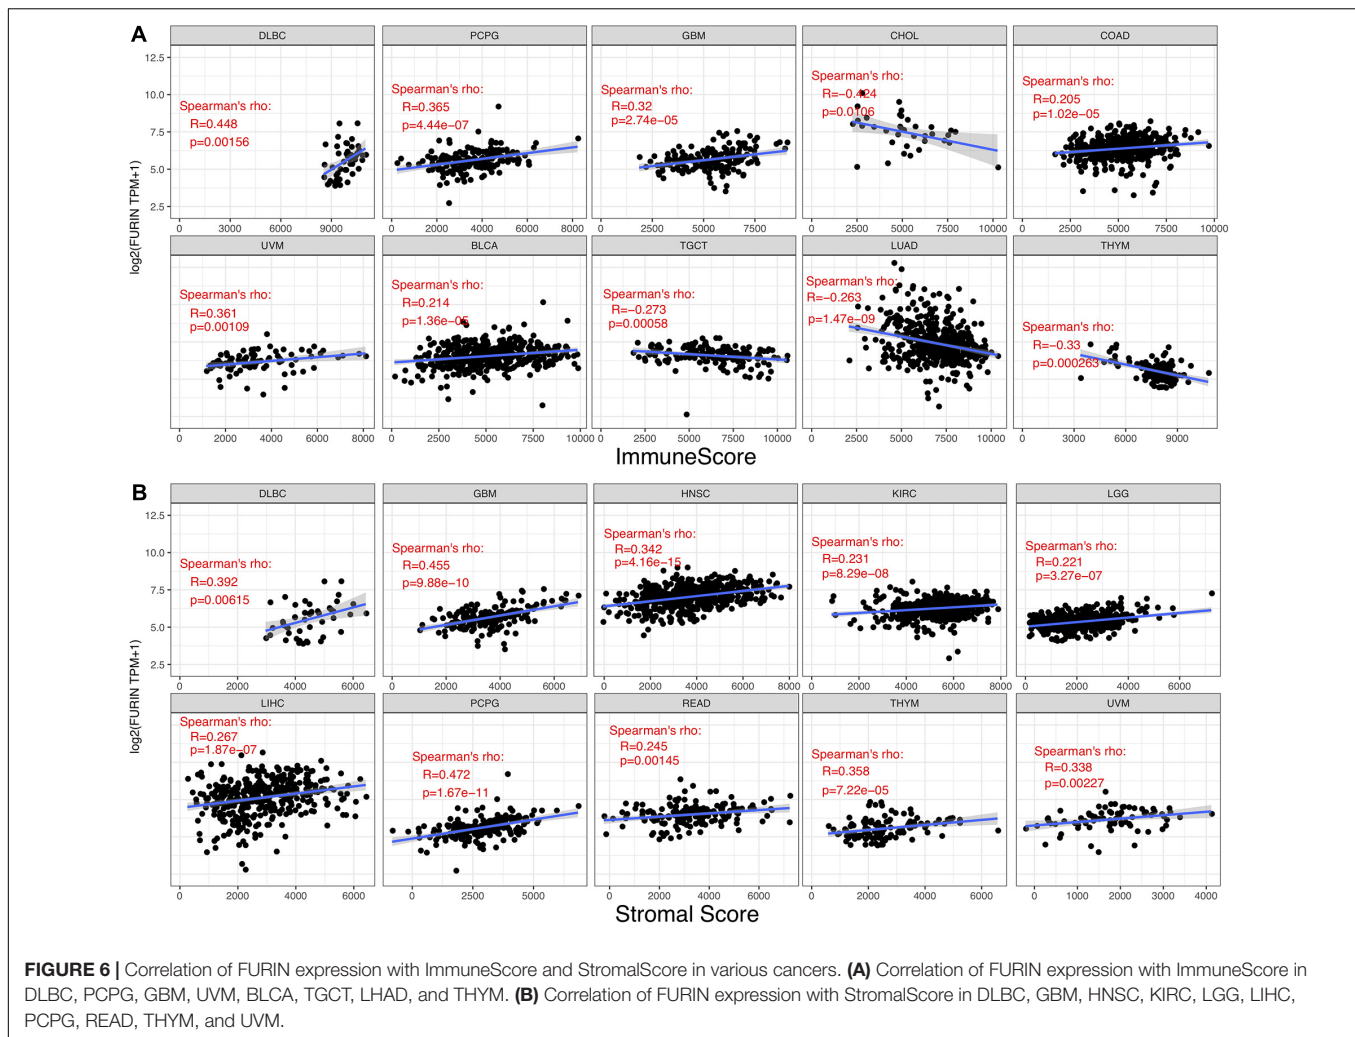 A
DLBC
PCPG
GBM
CHOL
COAD
12.5
10.0
7.5
5.0
2.5
log2(FURIN TPM+1)
Spearman's rho:
R=0.448
p=0.00156
Spearman's rho:
R=0.365
p=4.44e-07
Spearman's rho:
R=0.32
p=2.74e-05
Spearman's rho:
R=-0.424
p=0.0106
Spearman's rho:
R=0.205
p=1.02e-05
0 3000 6000 9000
0 2000 4000 6000 8000
0 2500 5000 7500
0 2500 5000 7500 10000
0 2500 5000 7500 10000
UVM
BLCA
TGCT
LUAD
THYM
Spearman's rho:
R=0.361
p=0.00109
Spearman's rho:
R=0.214
p=1.36e-05
Spearman's rho:
R=-0.273
p=0.00058
Spearman's rho:
R=-0.263
p=1.47e-09
Spearman's rho:
R=-0.33
p=0.000263
0 2000 4000 6000 8000
0 2500 5000 7500 10000
0 2500 5000 7500 10000
0 2500 5000 7500 10000
0 3000 6000 9000
ImmuneScore
B
DLBC
GBM
HNSC
KIRC
LGG
12.5
10.0
7.5
5.0
2.5
log2(FURIN TPM+1)
Spearman's rho:
R=0.392
p=0.00615
Spearman's rho:
R=0.455
p=9.88e-10
Spearman's rho:
R=0.342
p=4.16e-15
Spearman's rho:
R=0.231
p=8.29e-08
Spearman's rho:
R=0.221
p=3.27e-07
0 2000 4000 6000
0 2000 4000 6000
0 2000 4000 6000 8000
0 2000 4000 6000 8000
0 2000 4000 6000
LIHC
PCPG
READ
THYM
UVM
Spearman's rho:
R=0.267
p=1.87e-07
Spearman's rho:
R=0.472
p=1.67e-11
Spearman's rho:
R=0.245
p=0.00145
Spearman's rho:
R=0.358
p=7.22e-05
Spearman's rho:
R=0.338
p=0.00227
0 2000 4000 6000
0 2500 5000
0 2000 4000 6000
0 2000 4000 6000
0 1000 2000 3000 4000
Stromal Score
FIGURE 6 | Correlation of FURIN expression with ImmuneScore and StromalScore in various cancers. (A) Correlation of FURIN expression with ImmuneScore in
DLBC, PCPG, GBM, UVM, BLCA, TGCT, LHAD, and THYM. (B) Correlation of FURIN expression with StromalScore in DLBC, GBM, HNSC, KIRC, LGG, LIHC,
PCPG, READ, THYM, and UVM.